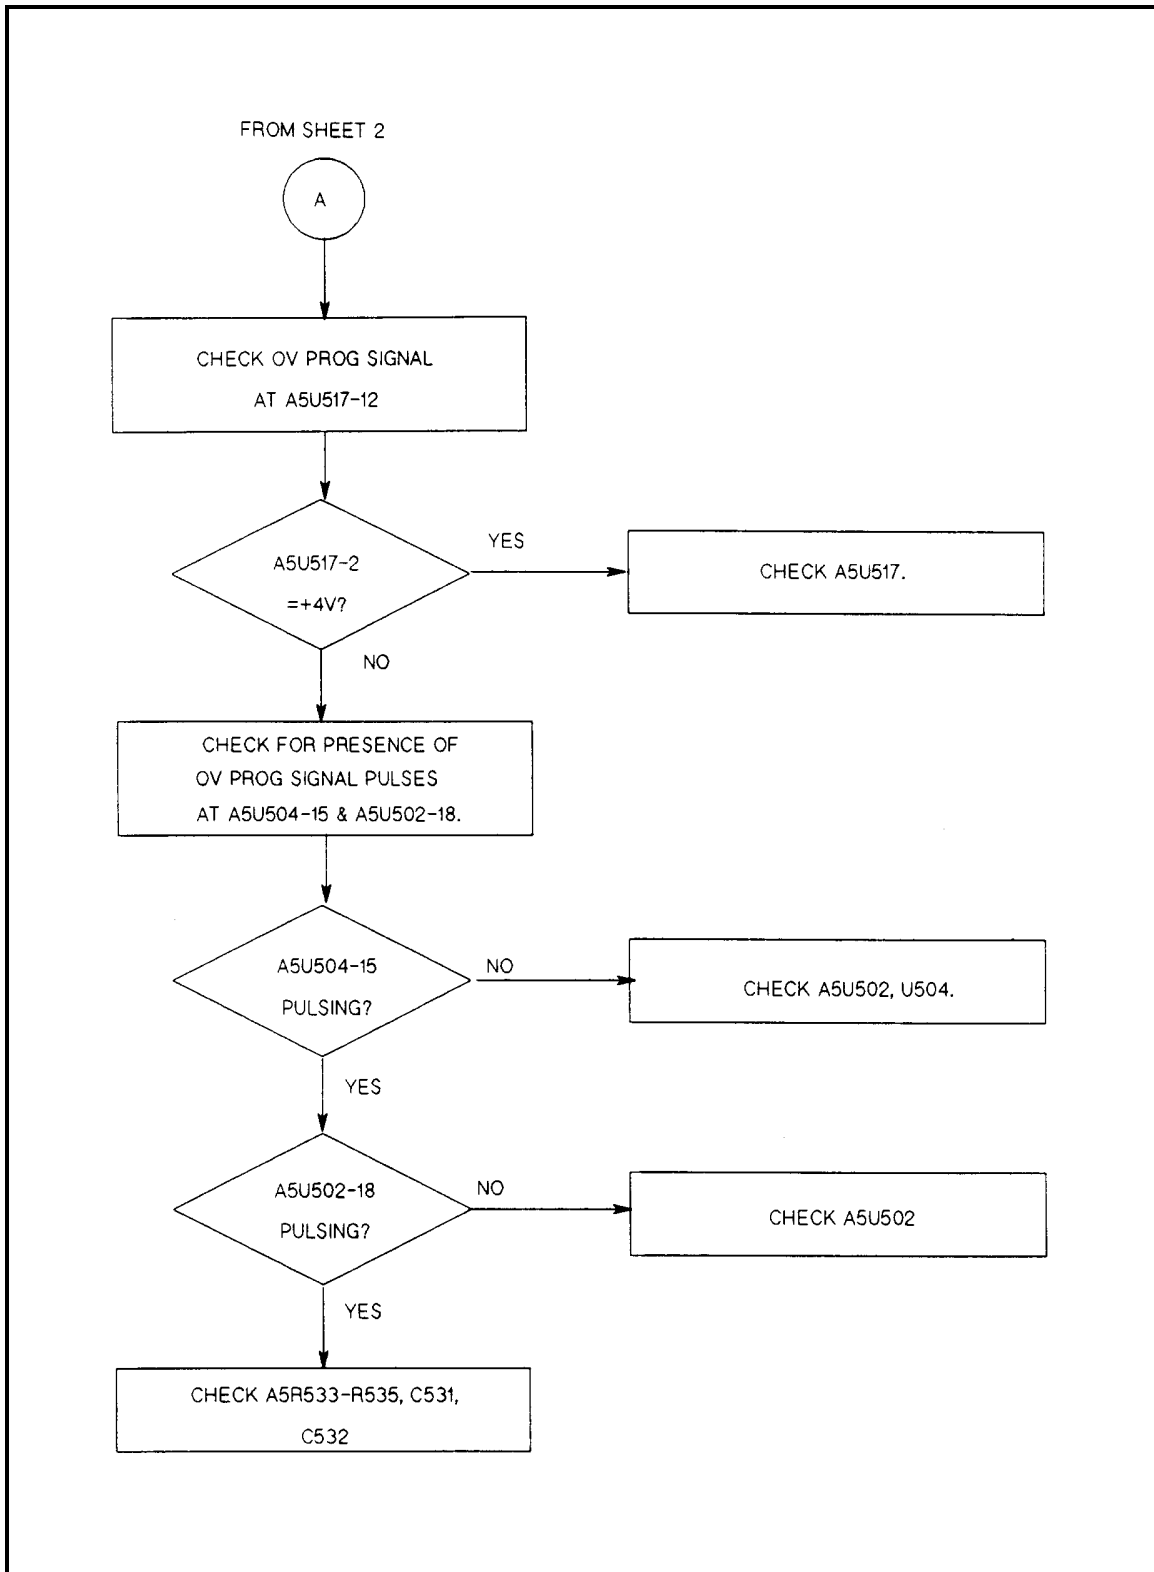 FROM SHEET 2
A
CHECK OV PROG SIGNAL
AT A5U517-12
A5U517-2
=+4V?
YES
CHECK A5U517.
NO
CHECK FOR PRESENCE OF
OV PROG SIGNAL PULSES
AT A5U504-15 & A5U502-18.
A5U504-15
PULSING?
NO
CHECK A5U502, U504.
YES
A5U502-18
PULSING?
NO
CHECK A5U502
YES
CHECK A5R533-R535, C531,
C532